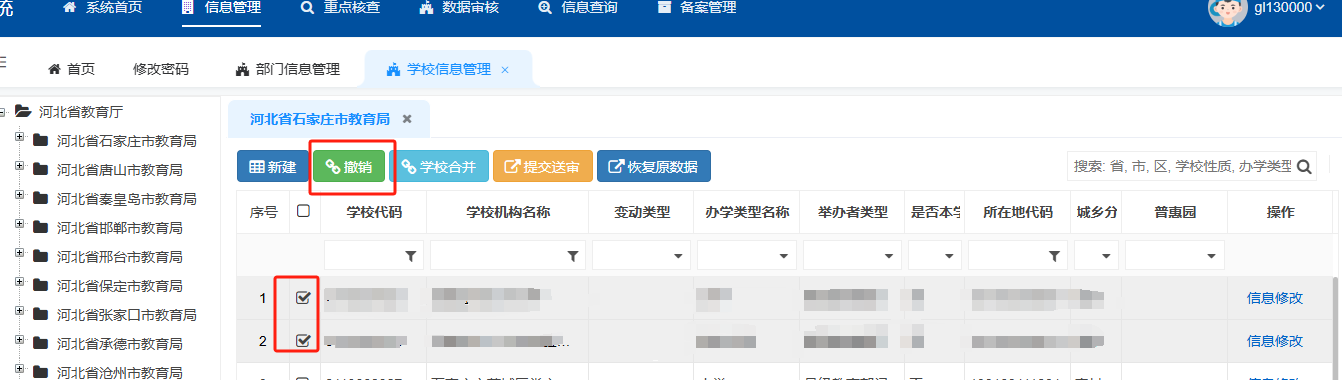 充 系统首页 信息管理 重点核查 数据审核 信息查询 备案管理 gl130000
首页 修改密码 部门信息管理 学校信息管理 ×
河北省教育厅
河北省石家庄市教育局
河北省唐山市教育局
河北省秦皇岛市教育局
河北省邯郸市教育局
河北省邢台市教育局
河北省保定市教育局
河北省张家口市教育局
河北省承德市教育局
河北省沧州市教育局
河北省石家庄市教育局 ×
新建 撤销 学校合并 提交送审 恢复原数据 搜索: 省, 市, 区, 学校性质, 办学类型
序号 学校代码 学校机构名称 变动类型 办学类型名称 举办者类型 是否本学 所在地代码 城乡分 普惠园 操作
1 信息修改
2 信息修改